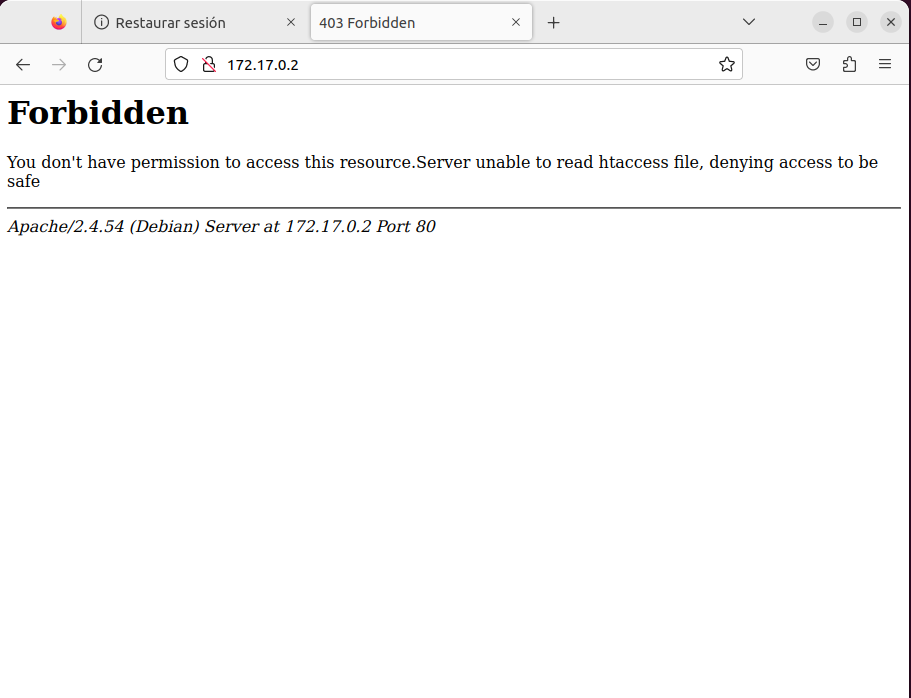 Restaurar sesión
403 Forbidden
172.17.0.2
Forbidden
You don't have permission to access this resource.Server unable to read htaccess file, denying access to be
safe
Apache/2.4.54 (Debian) Server at 172.17.0.2 Port 80